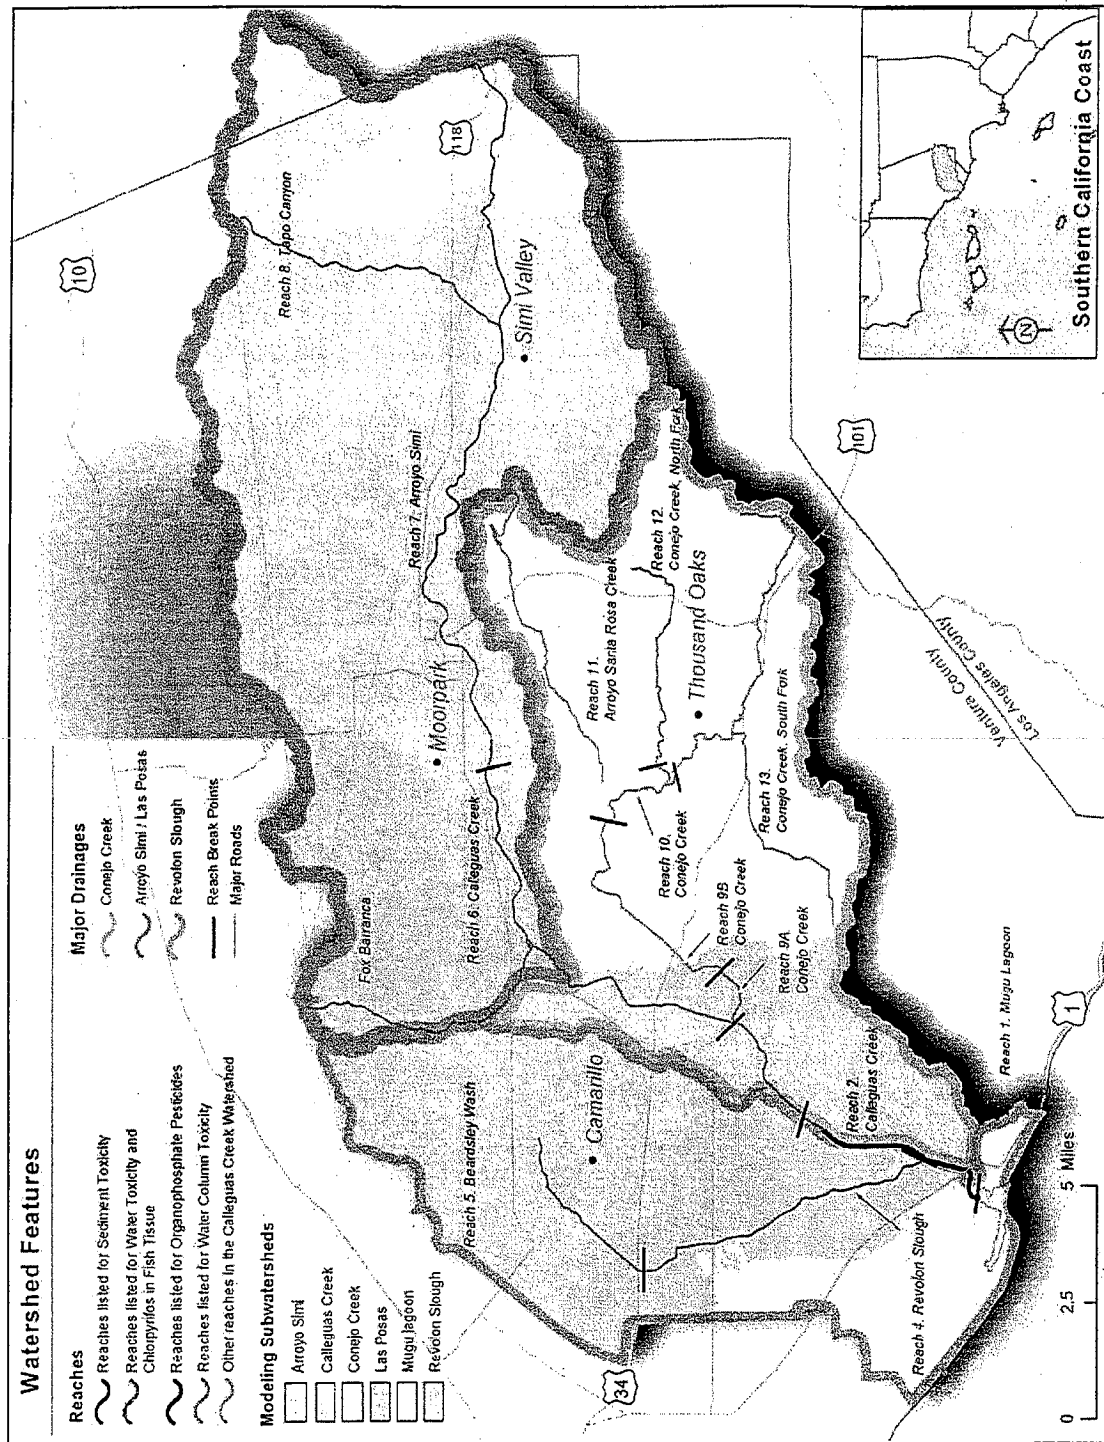 Watershed Features
Reaches
Reaches listed for Sediment Toxicity
Reaches listed for Water Toxicity and
Chlopyrifos in Fish Tissue
Reaches listed for Organophosphate Pesticides
Reaches listed for Water Column Toxicity
Other reaches in the Calleguas Creek Watershed
Modeling Subwatersheds
Arroyo Simi
Calleguas Creek
Conejo Creek
Las Posas
Mugu lagoon
Revolon Slough
Major Drainages
Conejo Creek
Arroyo Simi / Las Posas
Revolon Slough
Reach Break Points
Major Roads
10
118
Reach 8. Tapo Canyon
Simi Valley
Reach 7. Arroyo Simi
Moorpark
Reach 6. Calleguas Creek
Fox Barranca
Reach 12.
Conejo Creek, North Fork
Reach 11.
Arroyo Santa Rosa Creek
Thousand Oaks
Reach 13.
Conejo Creek, South Fork
Reach 10.
Conejo Creek
Reach 9B
Conejo Creek
Reach 9A
Conejo Creek
Reach 5. Beardsley Wash
Camarillo
Reach 2.
Calleguas Creek
Reach 1. Mugu Lagoon
Reach 4. Revolon Slough
34
1
101
Ventura County
Los Angeles County
0 2.5 5 Miles
N
Southern California Coast